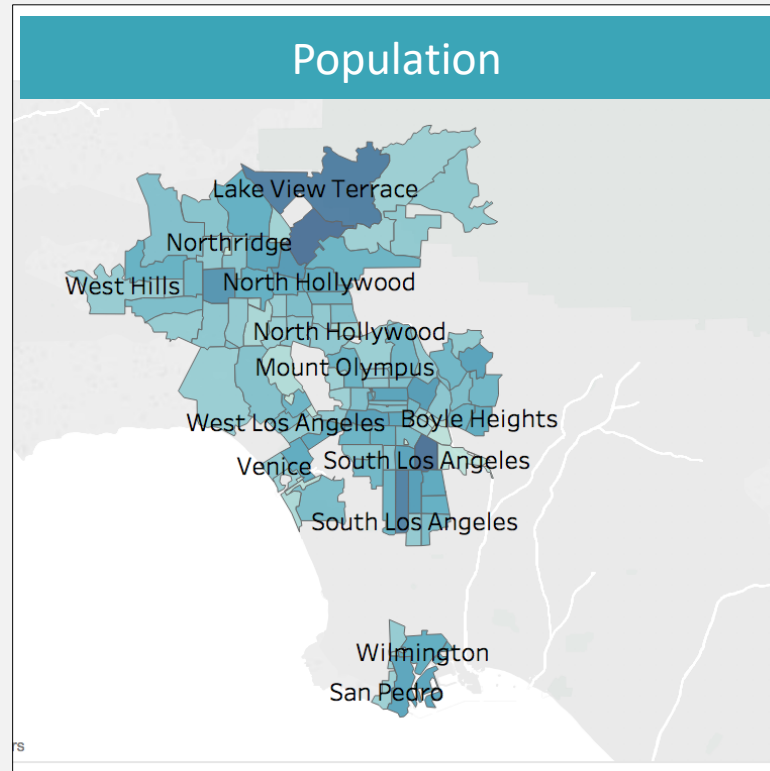 Population
Lake View Terrace
Northridge
West Hills
North Hollywood
North Hollywood
Mount Olympus
West Los Angeles
Boyle Heights
Venice
South Los Angeles
South Los Angeles
Wilmington
San Pedro
rs